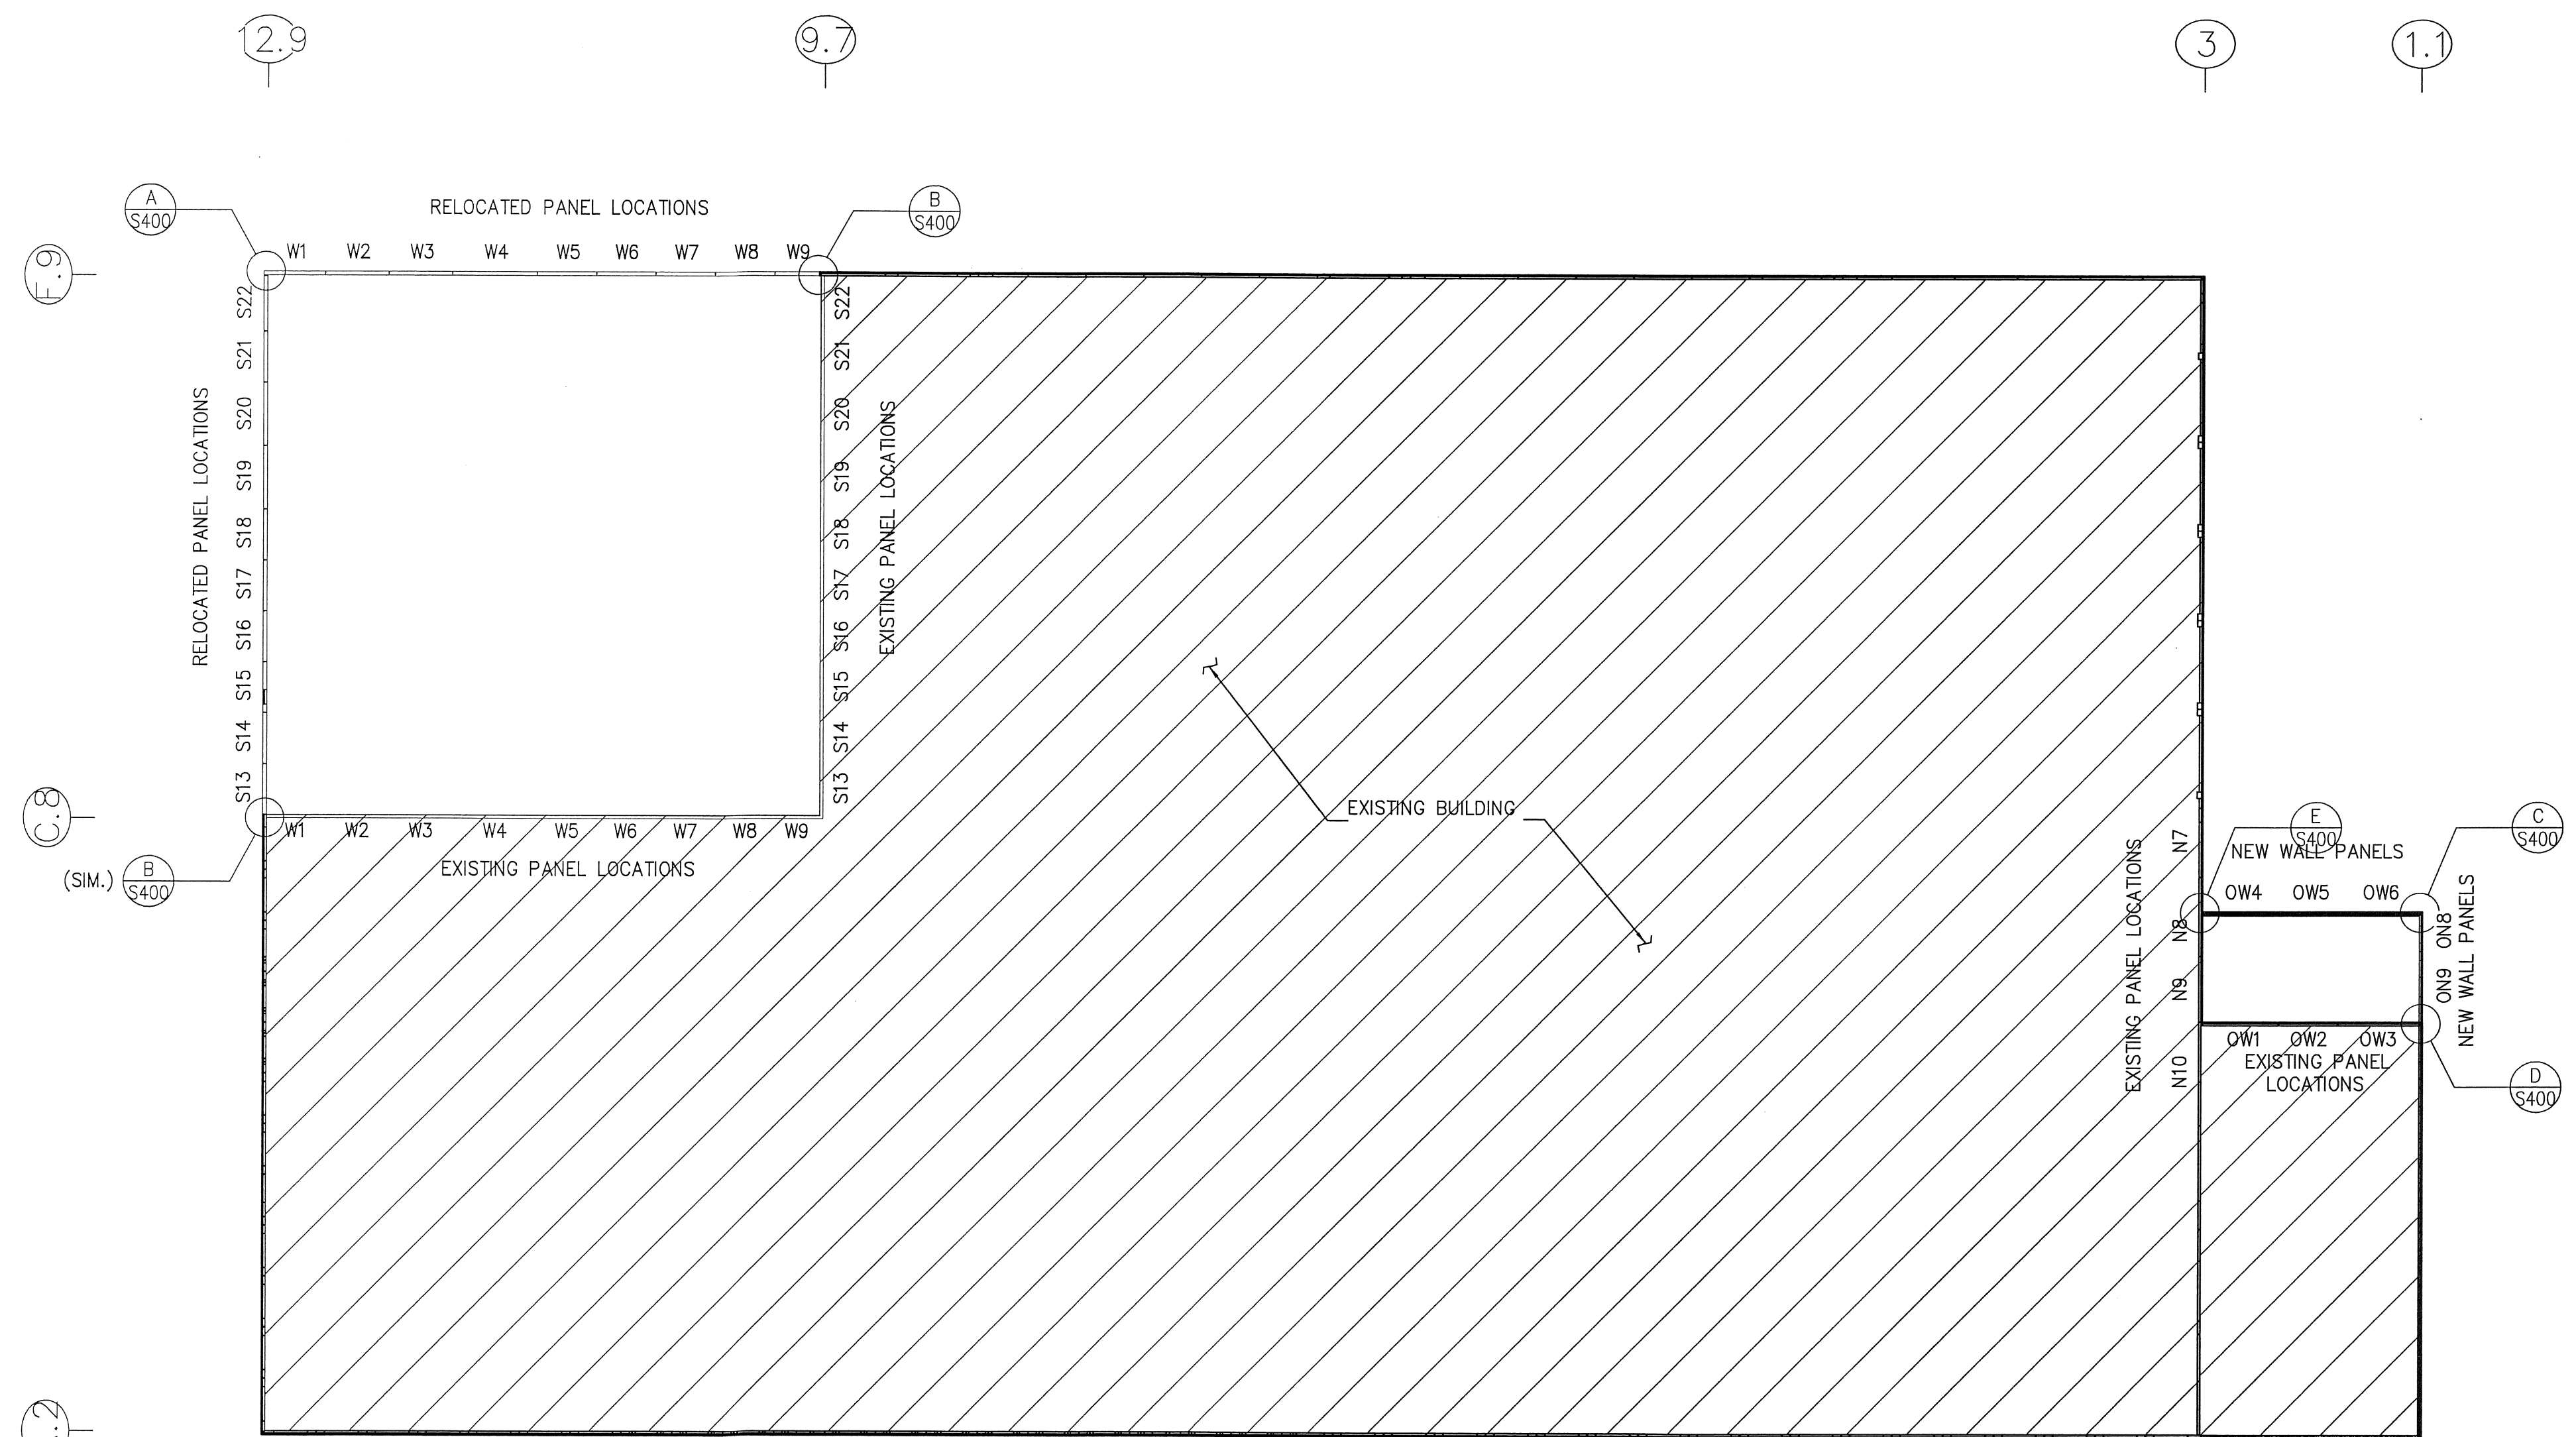 12.9
9.7
3
1.1
A
S400
RELOCATED PANEL LOCATIONS
B
S400
W1 W2 W3 W4 W5 W6 W7 W8 W9
F.9
S22
S21
S20
S19
S18
S17
S16
S15
S14
S13
RELOCATED PANEL LOCATIONS
S22
S21
S20
S19
S18
S17
S16
S15
S14
S13
EXISTING PANEL LOCATIONS
C.8
W1 W2 W3 W4 W5 W6 W7 W8 W9
EXISTING PANEL LOCATIONS
(SIM.)
B
S400
EXISTING BUILDING
E
S400
C
S400
NEW WALL PANELS
OW4 OW5 OW6
N7
N8
N9
N10
EXISTING PANEL LOCATIONS
ON9 ON8
NEW WALL PANELS
OW1 OW2 OW3
EXISTING PANEL
LOCATIONS
D
S400
.2